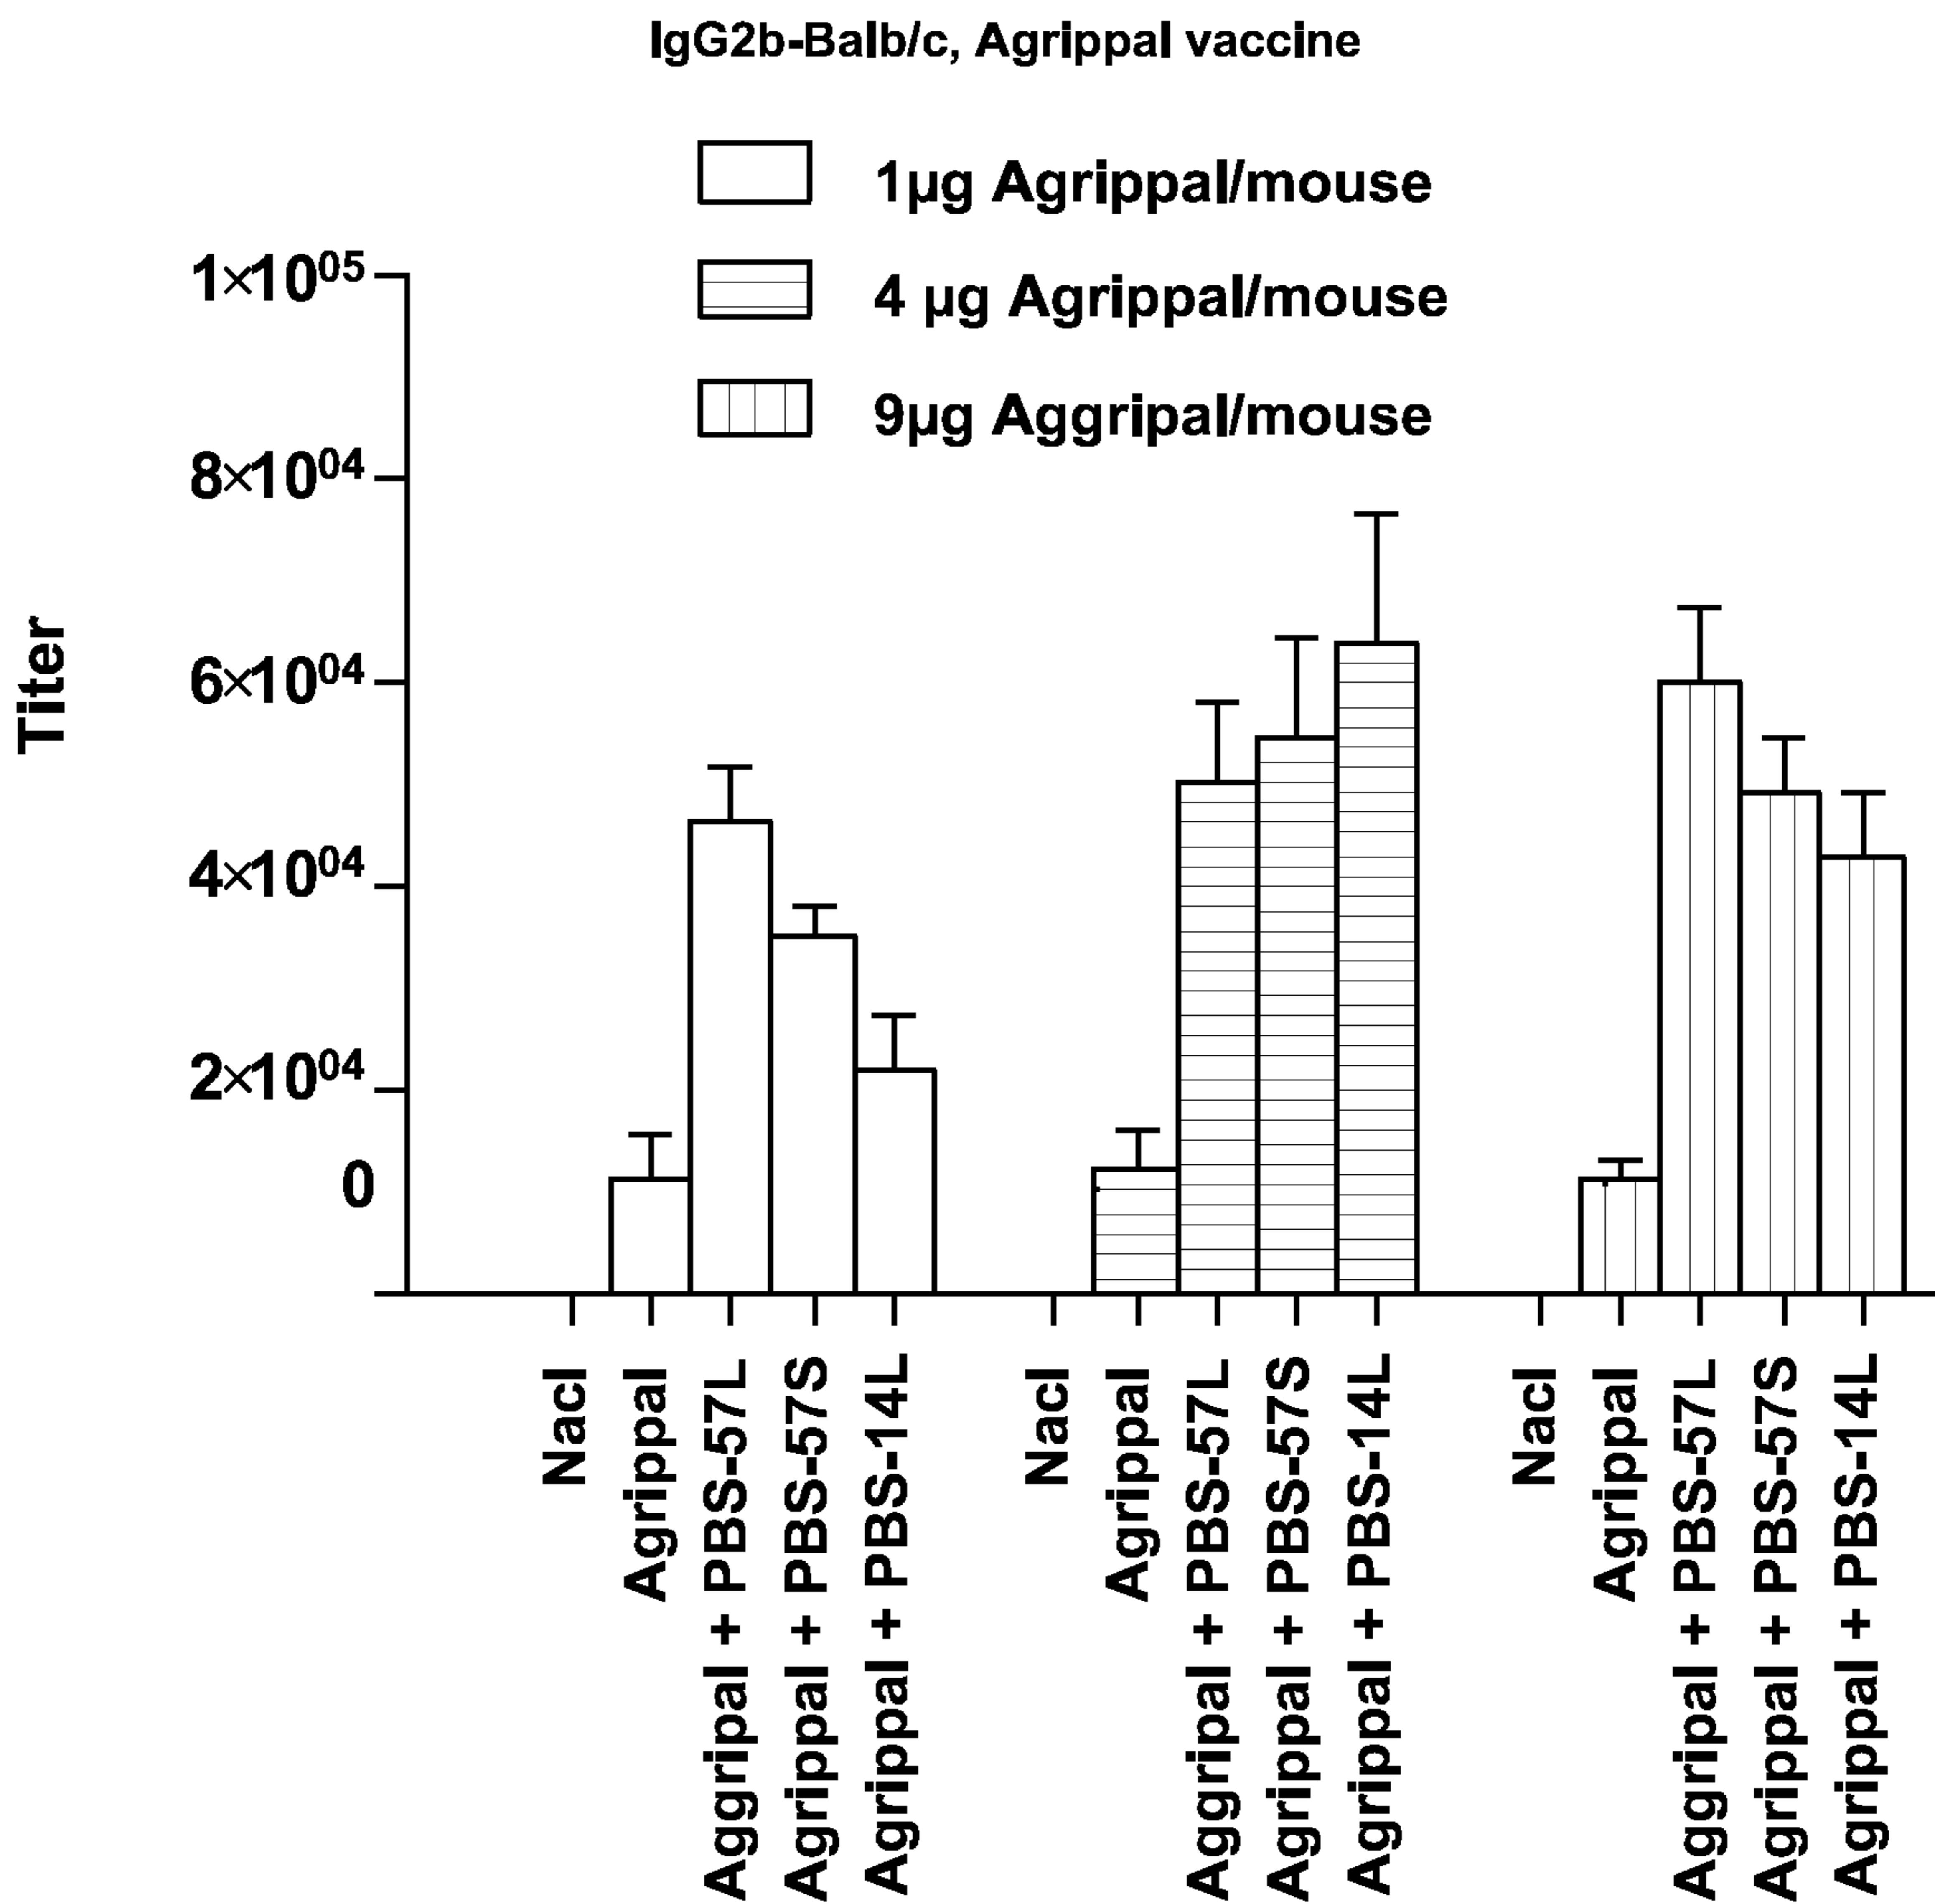 IgG2b-Balb/c, Agrippal vaccine
1µg Agrippal/mouse
4 µg Agrippal/mouse
9µg Aggripal/mouse
Titer
1×10⁰⁵
8×10⁰⁴
6×10⁰⁴
4×10⁰⁴
2×10⁰⁴
0
Nacl
Agrippal
Aggripal + PBS-57L
Agrippal + PBS-57S
Agrippal + PBS-14L
Nacl
Agrippal
Aggripal + PBS-57L
Agrippal + PBS-57S
Agrippal + PBS-14L
Nacl
Agrippal
Aggripal + PBS-57L
Agrippal + PBS-57S
Agrippal + PBS-14L